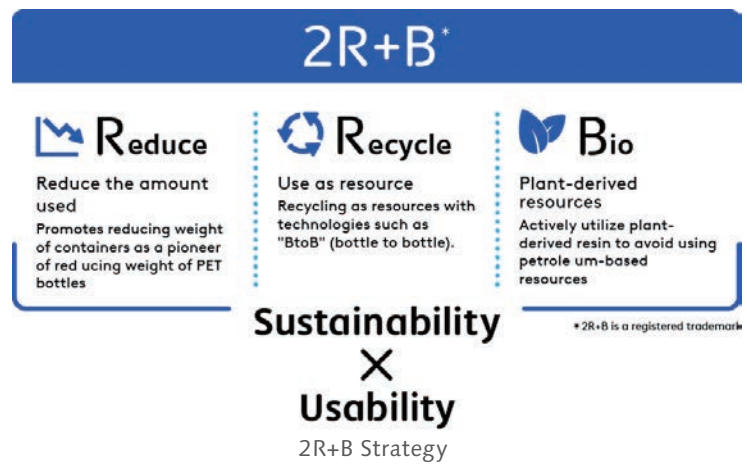 2R+B*
Reduce
Reduce the amount
used
Promotes reducing weight
of containers as a pioneer
of red ucing weight of PET
bottles
Recycle
Use as resource
Recycling as resources with
technologies such as
"BtoB" (bottle to bottle).
Bio
Plant-derived
resources
Actively utilize plant-
derived resin to avoid using
petrole um-based
resources
Sustainability
×
Usability
* 2R+B is a registered trademark
2R+B Strategy